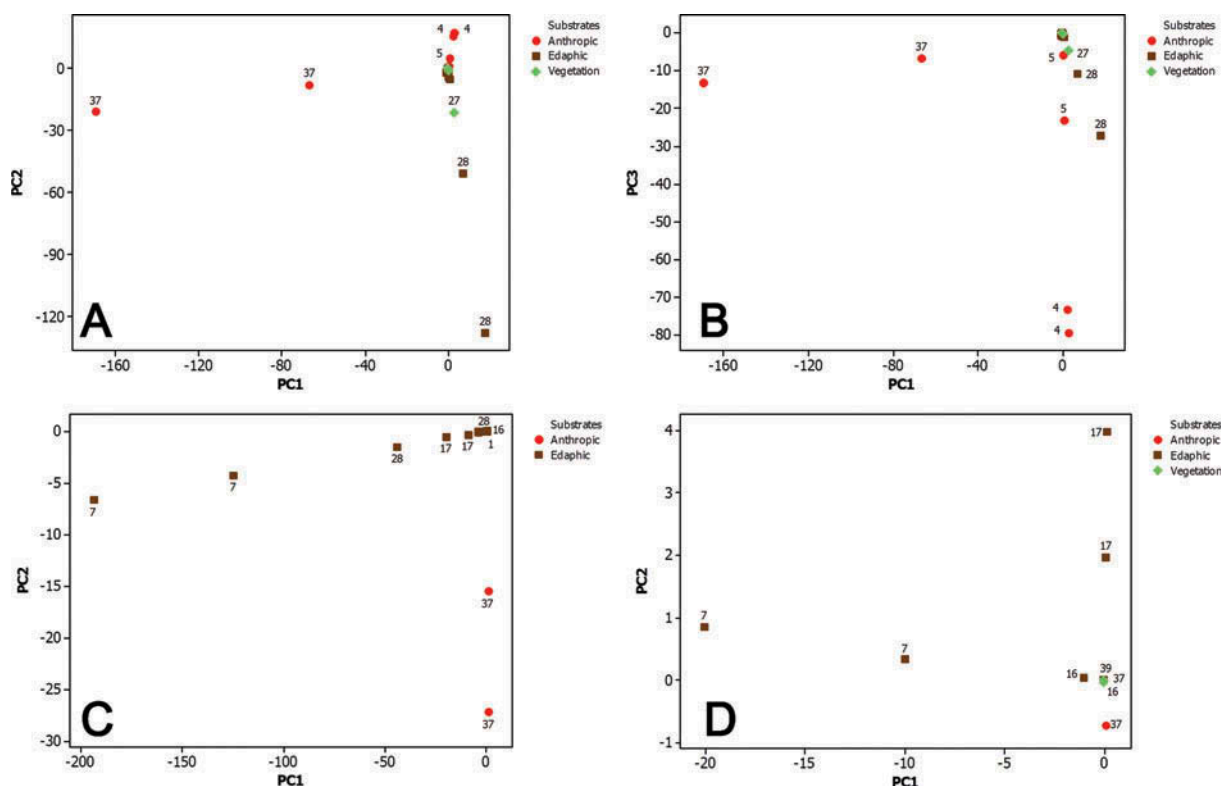 Substrates
Anthropic
Edaphic
Vegetation
PC2
0
-30
-60
-90
-120
4 4
5
37
37
27
28
28
-160 -120 -80 -40 0
PC1
A
Substrates
Anthropic
Edaphic
Vegetation
PC3
0
-10
-20
-30
-40
-50
-60
-70
-80
37
37
5
27
28
5
28
4
4
-160 -120 -80 -40 0
PC1
B
Substrates
Anthropic
Edaphic
PC2
0
-5
-10
-15
-20
-25
-30
28
16
17 17 1
28
7
7
37
37
-200 -150 -100 -50 0
PC1
C
Substrates
Anthropic
Edaphic
Vegetation
PC2
4
3
2
1
0
-1
17
17
7
7
39
16 37
16
37
-20 -15 -10 -5 0
PC1
D